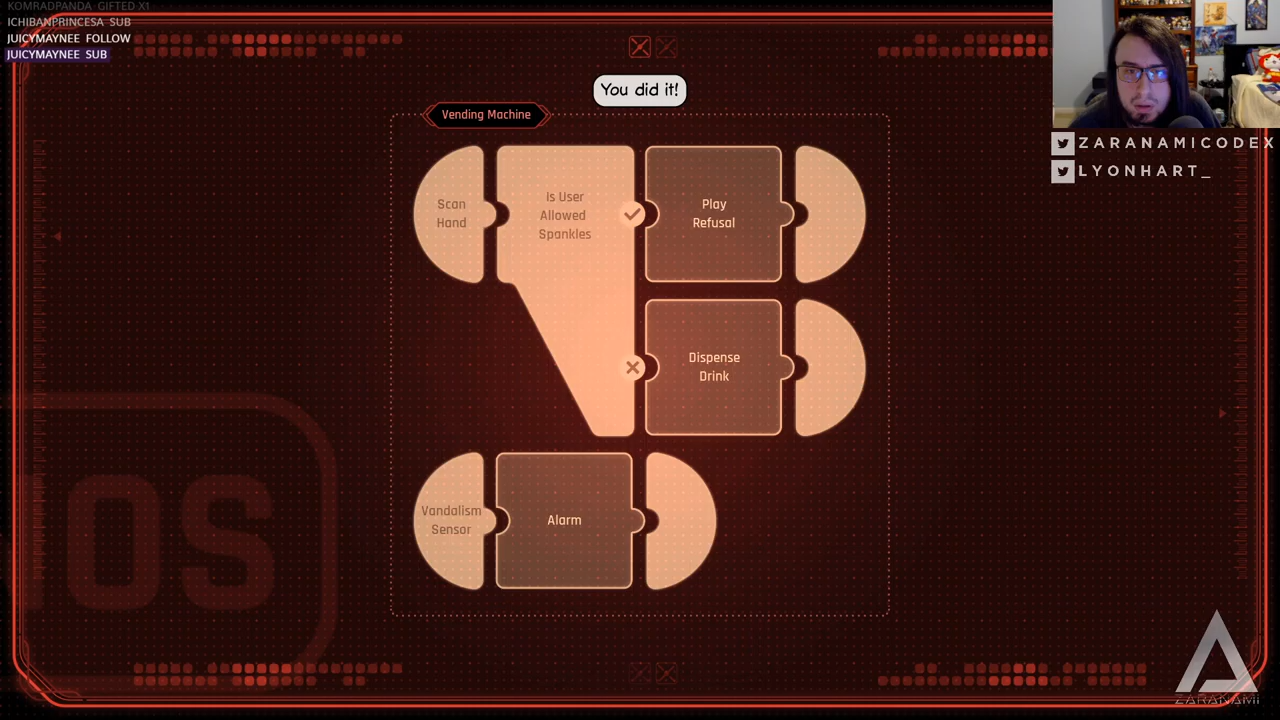 KOMRADPANDA GIFTED X1
ICHIBANPRINCESA SUB
JUICYMAYNEE FOLLOW
JUICYMAYNEE SUB
You did it!
Vending Machine
Scan
Hand
Is User
Allowed
Spankles
Play
Refusal
Dispense
Drink
Vandalism
Sensor
Alarm
ZARANAMICODEX
LYONHART_
OS
ZARANAMI